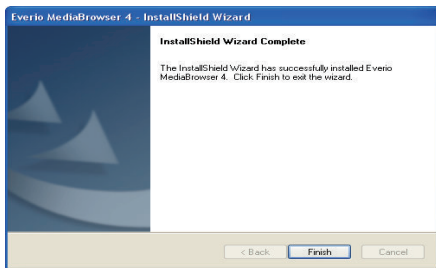 Everio MediaBrowser 4 - InstallShield Wizard
InstallShield Wizard Complete
The InstallShield Wizard has successfully installed Everio
MediaBrowser 4. Click Finish to exit the wizard.
< Back Finish Cancel